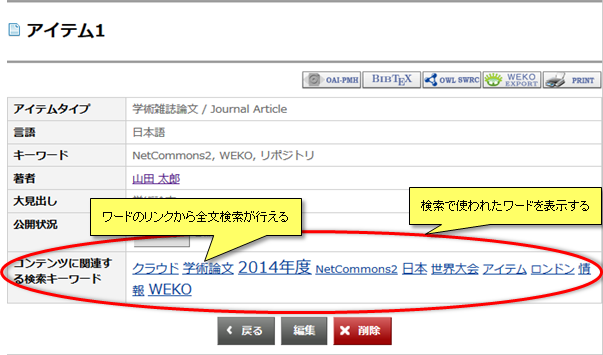 アイテム1
OAI-PMH BIBTEX OWL SWRC WEKO EXPORT PRINT
アイテムタイプ 学術雑誌論文 / Journal Article
言語 日本語
キーワード NetCommons2, WEKO, リポジトリ
著者 山田 太郎
大見出し
ワードのリンクから全文検索が行える
検索で使われたワードを表示する
公開状況
コンテンツに関連す
る検索キーワード
クラウド 学術論文 2014年度 NetCommons2 日本 世界大会 アイテム ロンドン 情
報 WEKO
戻る 編集 削除